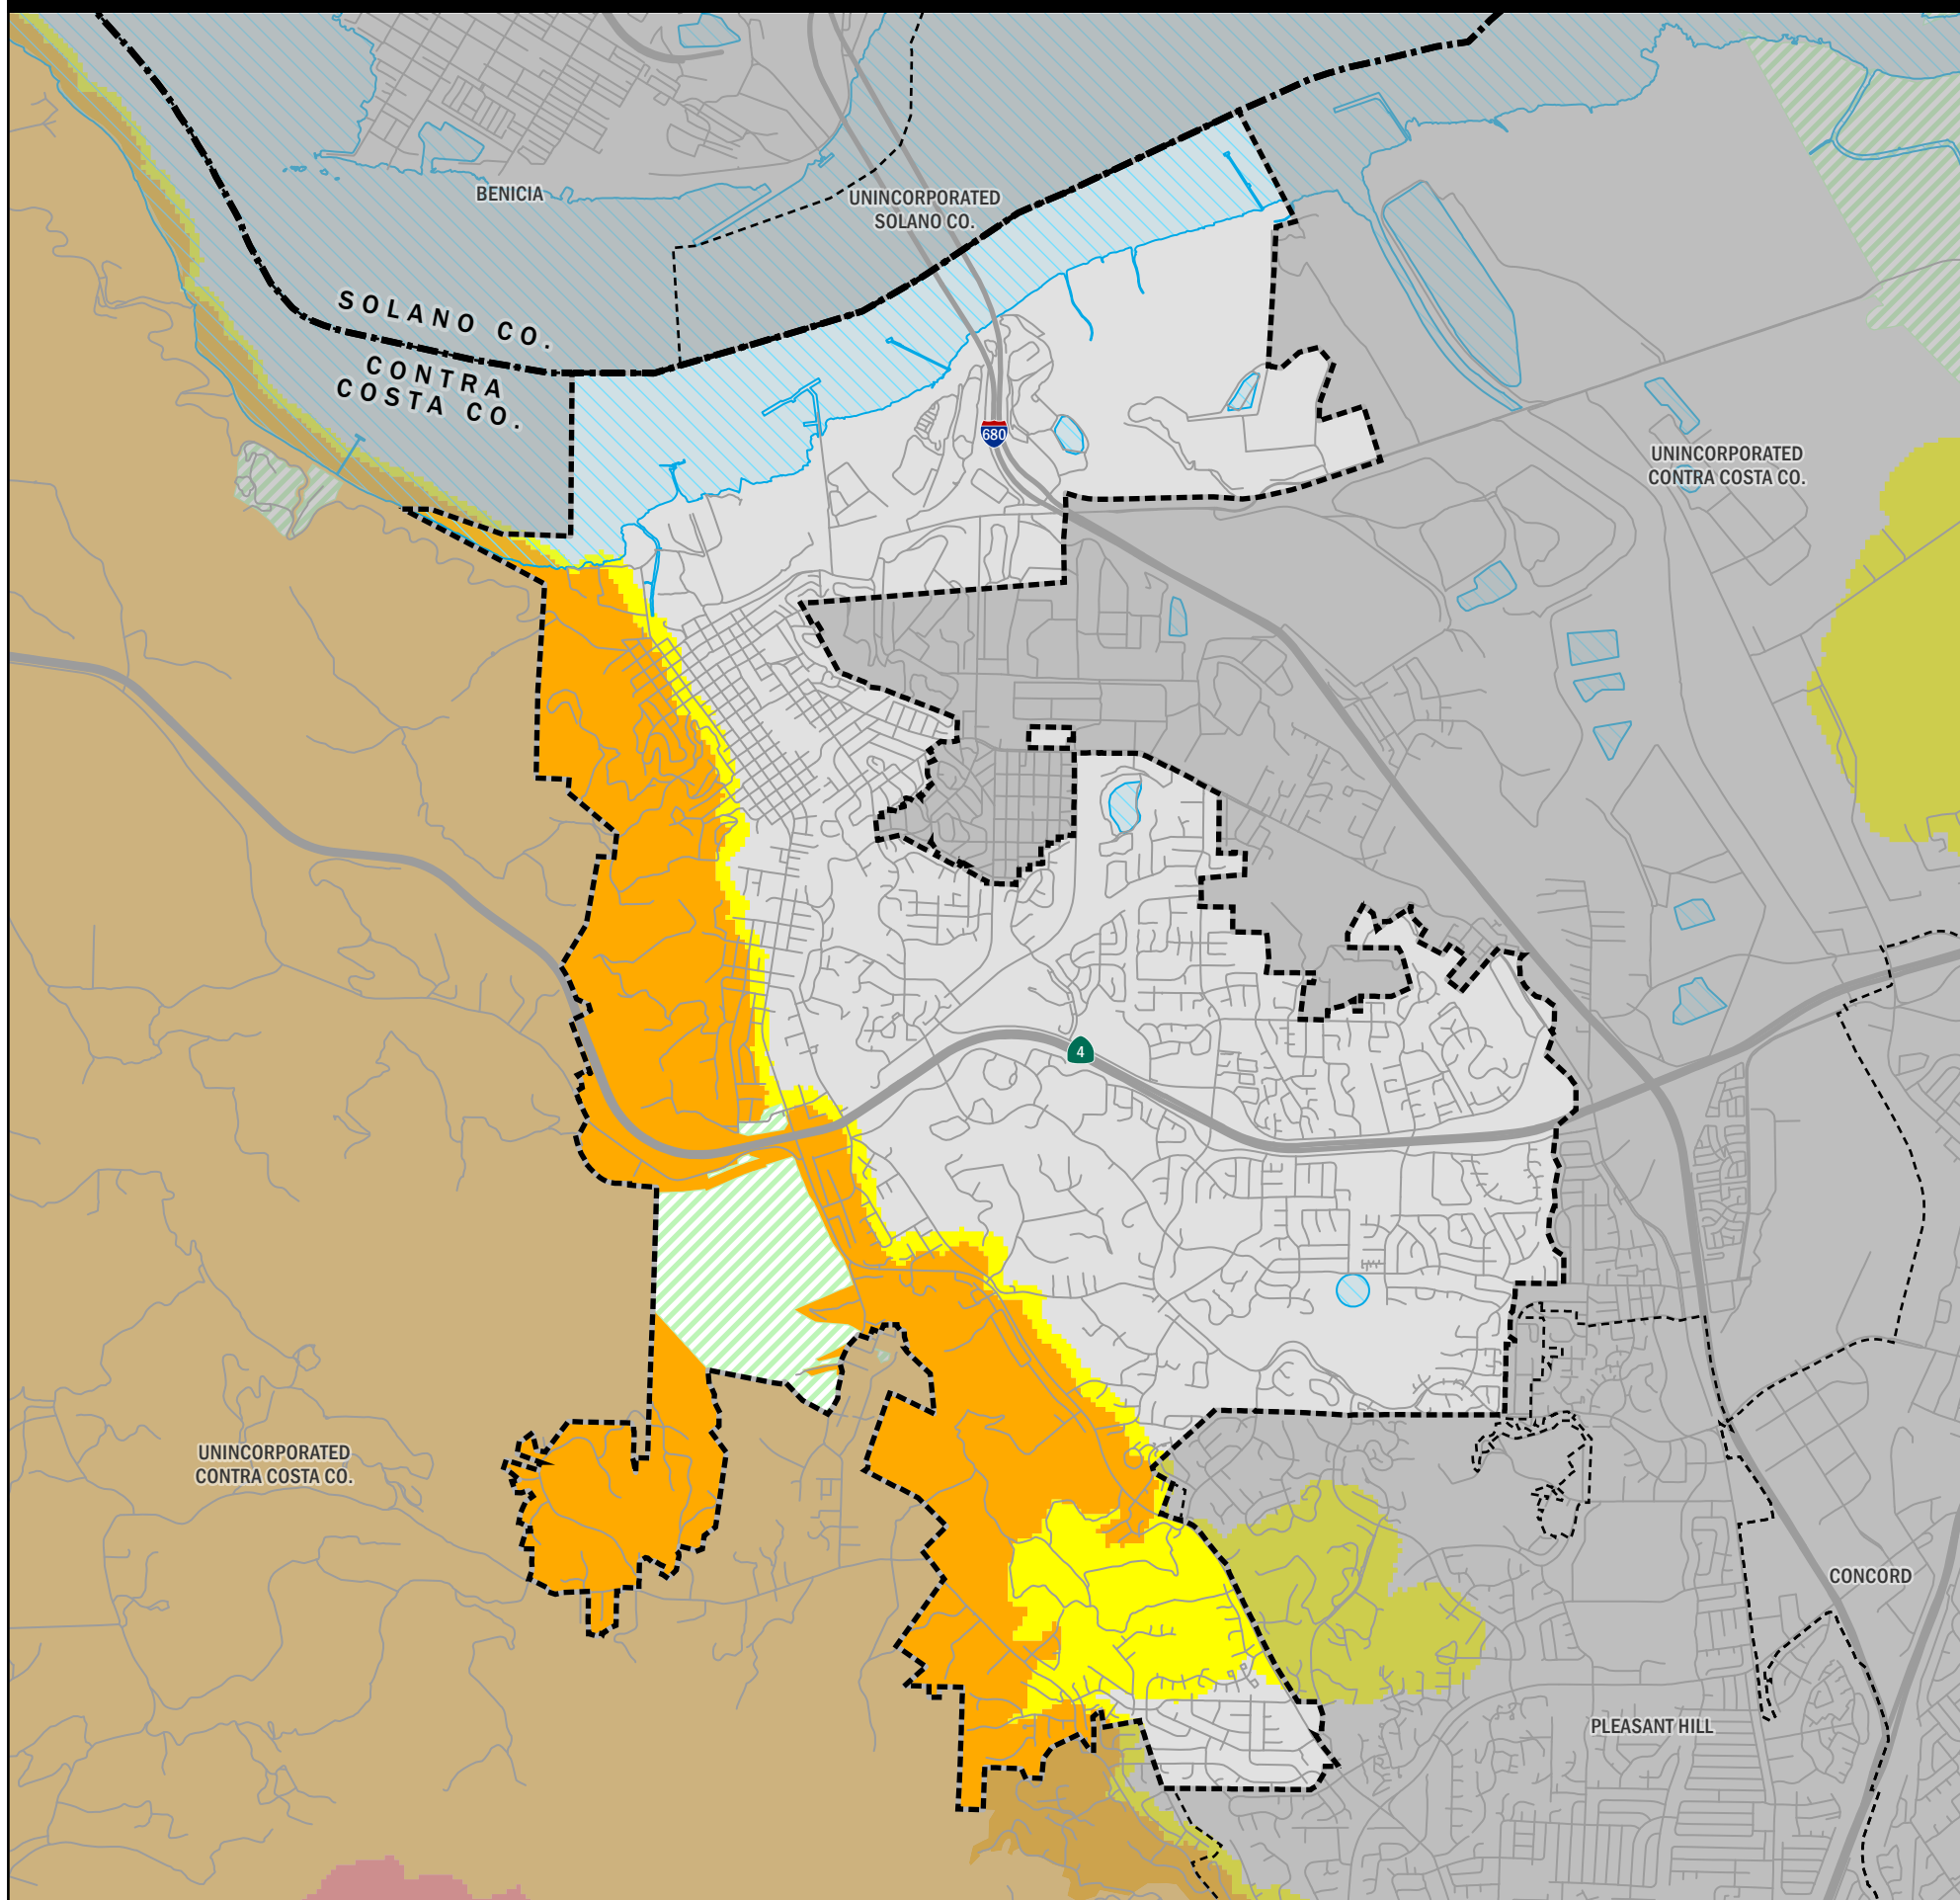 BENICIA
UNINCORPORATED
SOLANO CO.
SOLANO CO.
CONTRA
COSTA CO.
680
UNINCORPORATED
CONTRA COSTA CO.
4
UNINCORPORATED
CONTRA COSTA CO.
CONCORD
PLEASANT HILL